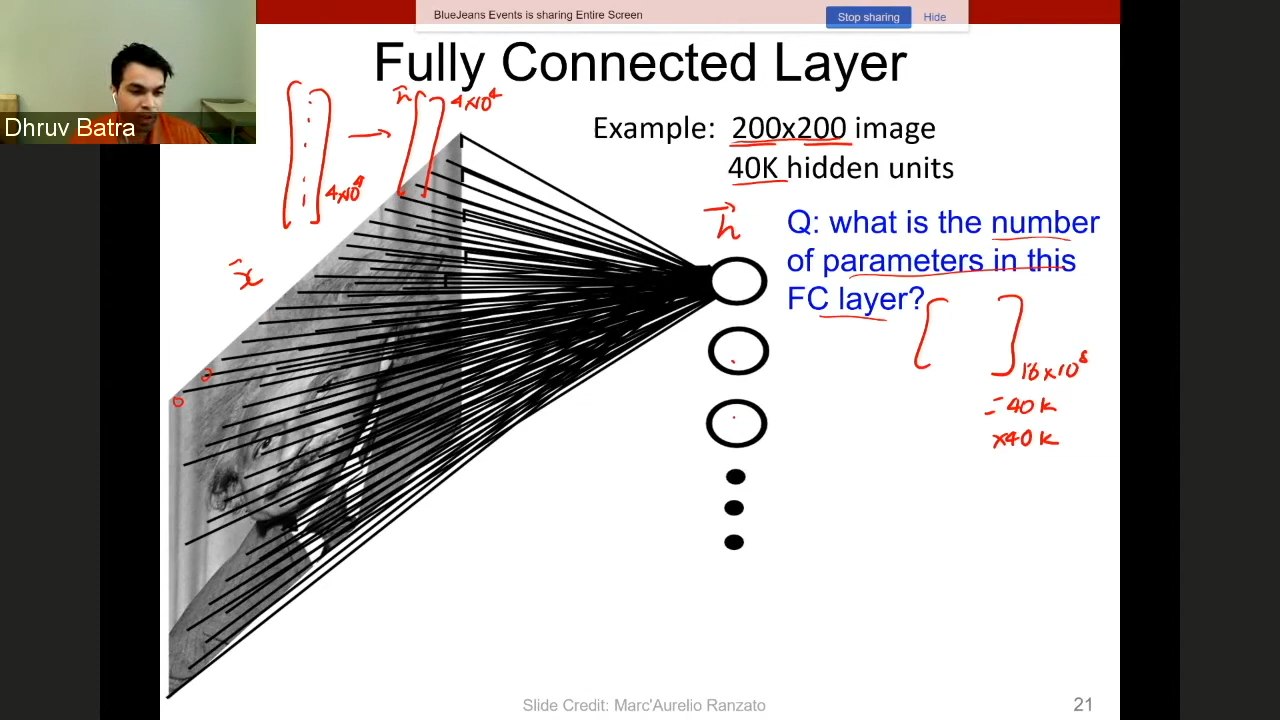 BlueJeans Events is sharing Entire Screen
Stop sharing
Hide
Dhruv Batra
Fully Connected Layer
4x10⁴
h
4x10⁴
Example: 200x200 image
40K hidden units
x
h
Q: what is the number
of parameters in this
FC layer?
16x10⁸
= 40K
x40K
Slide Credit: Marc'Aurelio Ranzato
21